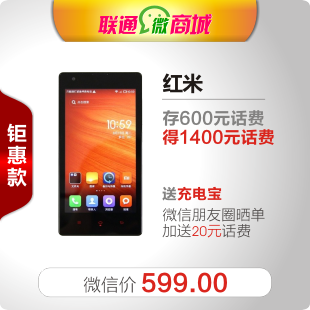 联通微商城
钜惠款
红米
存600元话费
得1400元话费
送充电宝
微信朋友圈晒单
加送20元话费
10:59
微信价 599.00